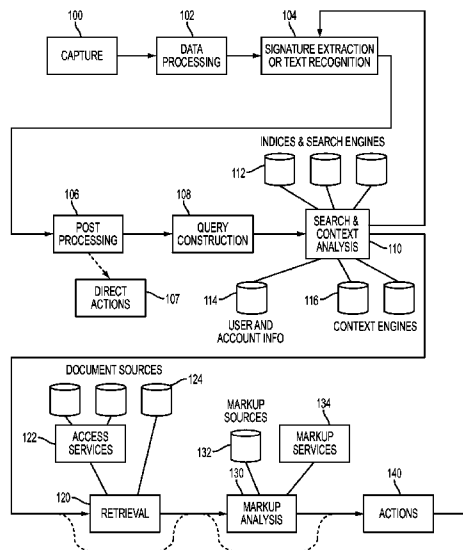 100
CAPTURE
102
DATA
PROCESSING
104
SIGNATURE EXTRACTION
OR TEXT RECOGNITION
INDICES & SEARCH ENGINES
112
106
POST
PROCESSING
108
QUERY
CONSTRUCTION
SEARCH &
CONTEXT
ANALYSIS
110
DIRECT
ACTIONS
107
114
USER AND
ACCOUNT INFO
116
CONTEXT ENGINES
DOCUMENT SOURCES
124
122
ACCESS
SERVICES
MARKUP
SOURCES
132
134
MARKUP
SERVICES
120
RETRIEVAL
130
MARKUP
ANALYSIS
140
ACTIONS